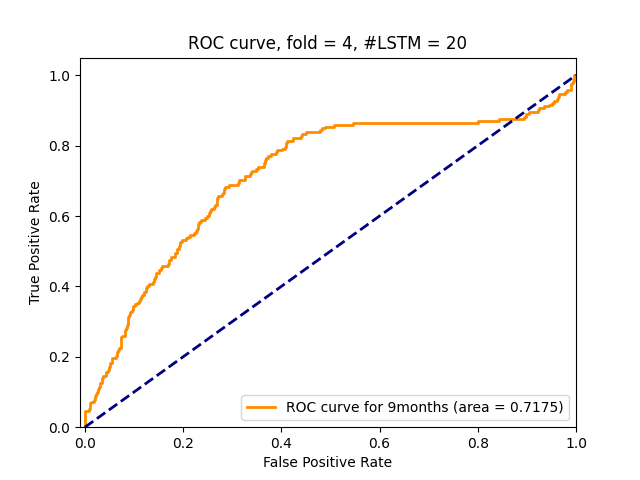 ROC curve, fold = 4, #LSTM = 20
True Positive Rate
1.0
0.8
0.6
0.4
0.2
0.0
ROC curve for 9months (area = 0.7175)
0.0 0.2 0.4 0.6 0.8 1.0
False Positive Rate